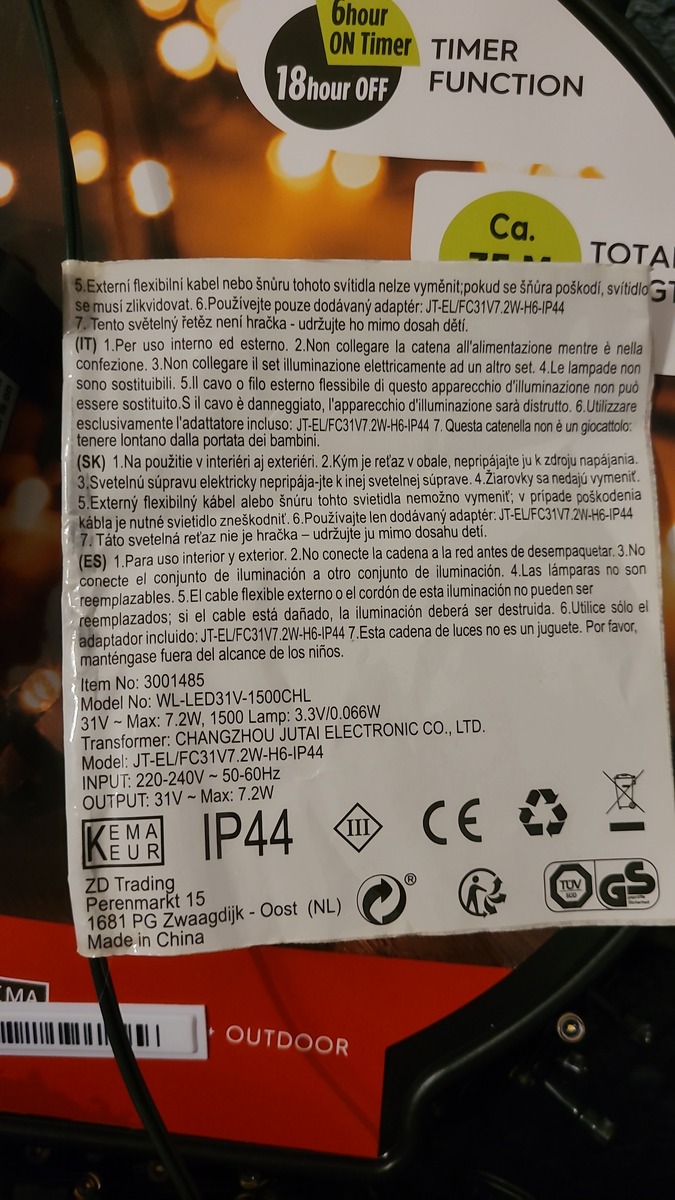 6hour
ON Timer
18hour OFF
TIMER
FUNCTION
Ca.
5.Externí flexibilní kabel nebo šnůru tohoto svítidla nelze vyměnit;pokud se šňůra poškodí, svítidlo
se musí zlikvidovat. 6.Používejte pouze dodávaný adaptér: JT-EL/FC31V7.2W-H6-IP44
7. Tento světelný řetěz není hračka - udržujte ho mimo dosah dětí.
(IT) 1.Per uso interno ed esterno. 2.Non collegare la catena all'alimentazione mentre è nella
confezione. 3.Non collegare il set illuminazione elettricamente ad un altro set. 4.Le lampade non
sono sostituibili. 5.Il cavo o filo esterno flessibile di questo apparecchio d'illuminazione non può
essere sostituito.S il cavo è danneggiato, l'apparecchio d'illuminazione sarà distrutto. 6.Utilizzare
esclusivamente l'adattatore incluso: JT-EL/FC31V7.2W-H6-IP44 7. Questa catenella non è un giocattolo:
tenere lontano dalla portata dei bambini.
(SK) 1.Na použitie v interiéri aj exteriéri. 2.Kým je reťaz v obale, nepripájajte ju k zdroju napájania.
3.Svetelnú súpravu elektricky nepripája-jte k inej svetelnej súprave. 4.Žiarovky sa nedajú vymeniť.
5.Externý flexibilný kábel alebo šnúru tohto svietidla nemožno vymeniť; v prípade poškodenia
kábla je nutné svietidlo zneškodniť. 6.Používajte len dodávaný adaptér: JT-EL/FC31V7.2W-H6-IP44
7. Táto svetelná reťaz nie je hračka – udržujte ju mimo dosahu detí.
(ES) 1.Para uso interior y exterior. 2.No conecte la cadena a la red antes de desempaquetar. 3.No
conecte el conjunto de iluminación a otro conjunto de iluminación. 4.Las lámparas no son
reemplazables. 5.El cable flexible externo o el cordón de esta iluminación no pueden ser
reemplazados; si el cable está dañado, la iluminación deberá ser destruida. 6.Utilice sólo el
adaptador incluido: JT-EL/FC31V7.2W-H6-IP44 7.Esta cadena de luces no es un juguete. Por favor,
manténgase fuera del alcance de los niños.
Item No: 3001485
Model No: WL-LED31V-1500CHL
31V ~ Max: 7.2W, 1500 Lamp: 3.3V/0.066W
Transformer: CHANGZHOU JUTAI ELECTRONIC CO., LTD.
Model: JT-EL/FC31V7.2W-H6-IP44
INPUT: 220-240V ~ 50-60Hz
OUTPUT: 31V ~ Max: 7.2W
KEMA
EUR
IP44
III
CE
ZD Trading
Perenmarkt 15
1681 PG Zwaagdijk - Oost (NL)
Made in China
®
TÜV
SÜD
GS
OUTDOOR